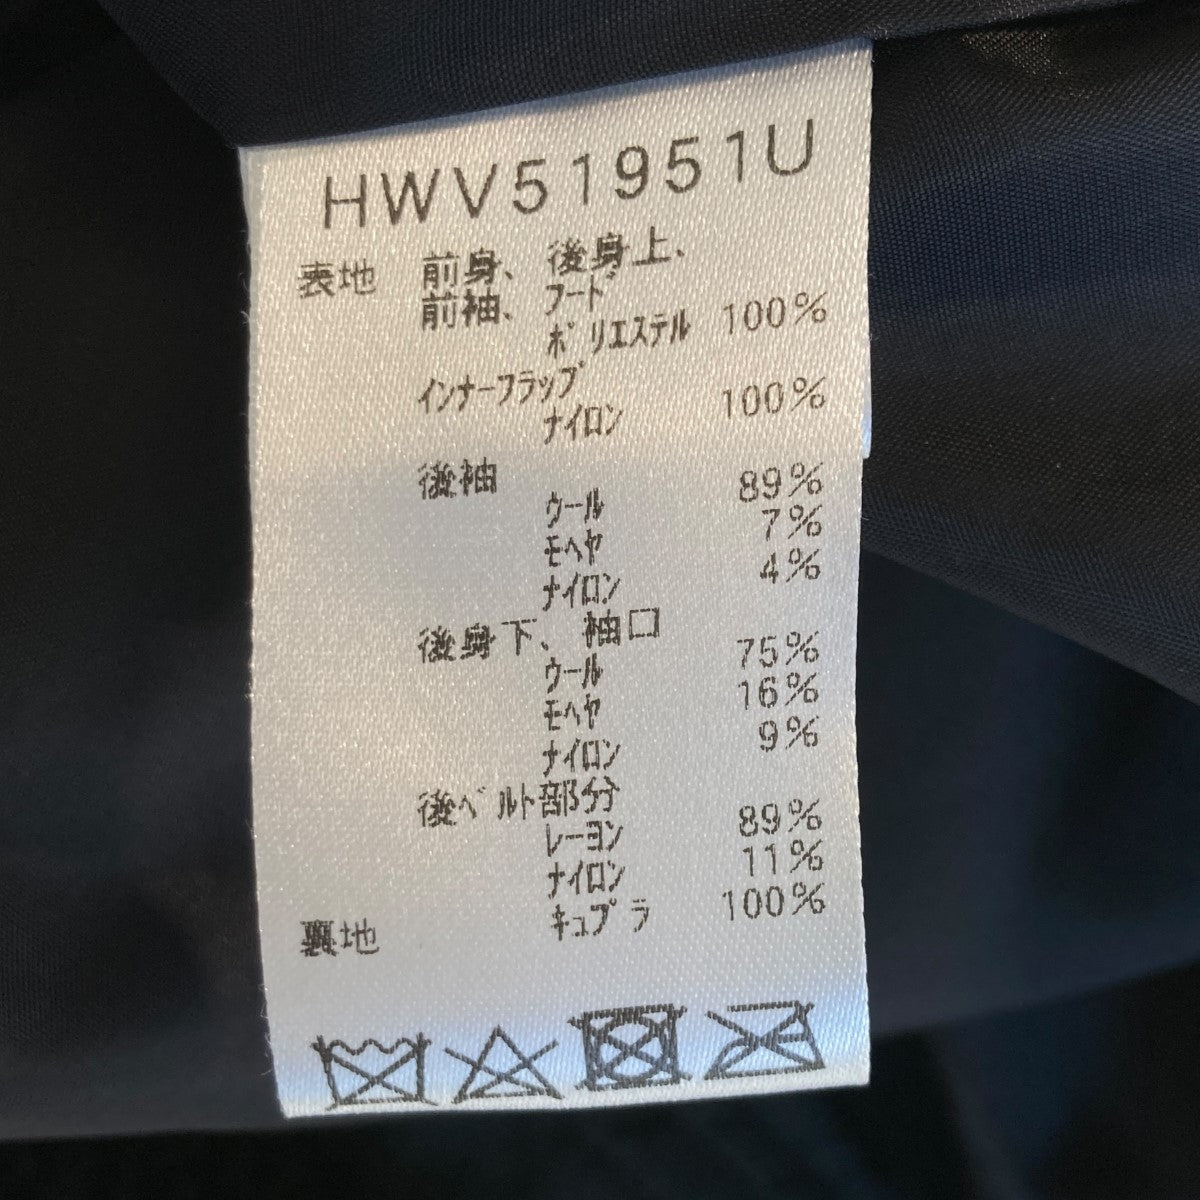 HWV51951U
表地 前身、後身上、
前袖、フード
ポリエステル 100%
インナーフラップ
ナイロン 100%
後袖
ウール 89%
モヘヤ 7%
ナイロン 4%
後身下、袖口
ウール 75%
モヘヤ 16%
ナイロン 9%
後ベルト部分
レーヨン 89%
ナイロン 11%
裏地 キュプラ 100%